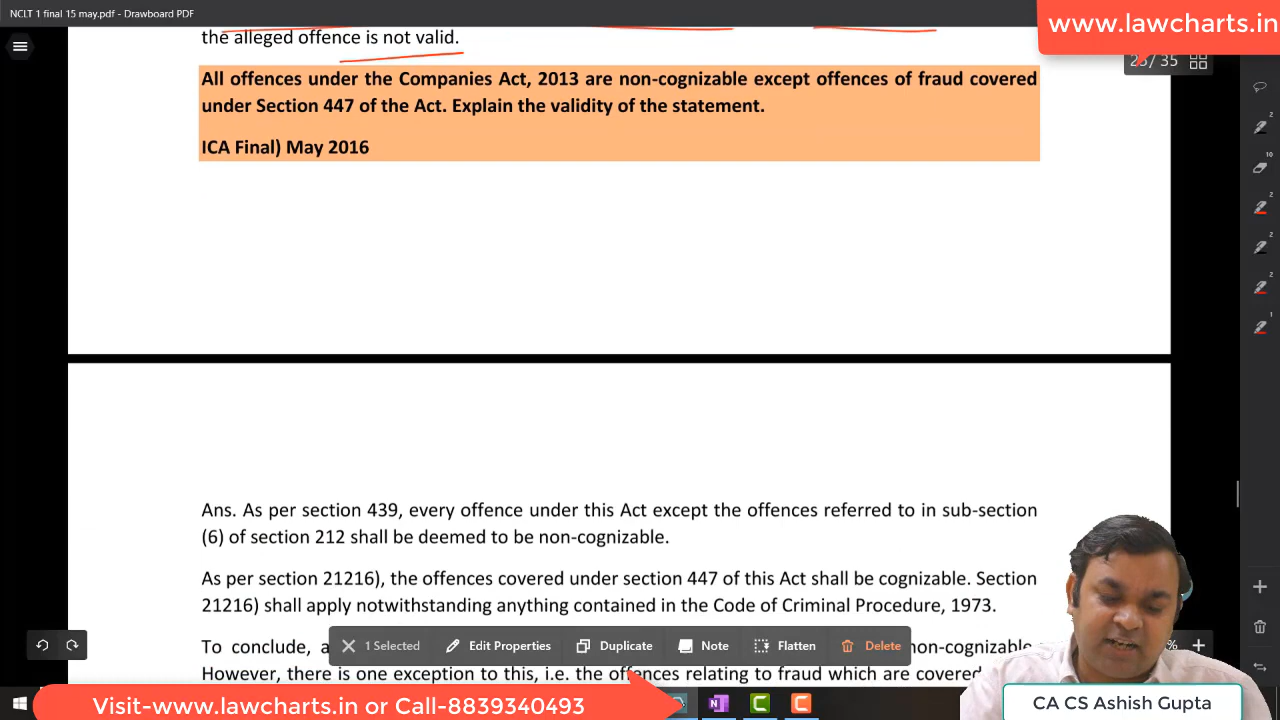 NCLT 1 final 15 may.pdf - Drawboard PDF
www.lawcharts.in
the alleged offence is not valid.
/ 35
All offences under the Companies Act, 2013 are non-cognizable except offences of fraud covered
under Section 447 of the Act. Explain the validity of the statement.
ICA Final) May 2016
Ans. As per section 439, every offence under this Act except the offences referred to in sub-section
(6) of section 212 shall be deemed to be non-cognizable.
As per section 21216), the offences covered under section 447 of this Act shall be cognizable. Section
21216) shall apply notwithstanding anything contained in the Code of Criminal Procedure, 1973.
To conclude, non-cognizable.
1 Selected Edit Properties Duplicate Note Flatten Delete
%
However, there is one exception to this, i.e. the offences relating to fraud which are covered
Visit-www.lawcharts.in or Call-8839340493
CA CS Ashish Gupta